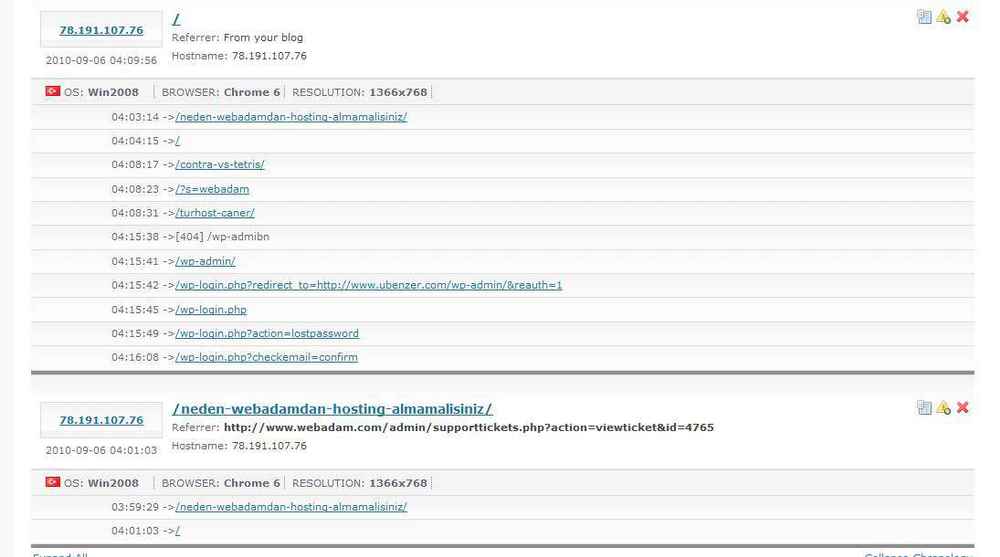 78.191.107.76
/
Referrer: From your blog
2010-09-06 04:09:56
Hostname: 78.191.107.76
OS: Win2008 BROWSER: Chrome 6 RESOLUTION: 1366x768
04:03:14 ->/neden-webadamdan-hosting-almamalisiniz/
04:04:15 ->/
04:08:17 ->/contra-vs-tetris/
04:08:23 ->/?s=webadam
04:08:31 ->/turhost-caner/
04:15:38 ->[404] /wp-admibn
04:15:41 ->/wp-admin/
04:15:42 ->/wp-login.php?redirect_to=http://www.ubenzer.com/wp-admin/&reauth=1
04:15:45 ->/wp-login.php
04:15:49 ->/wp-login.php?action=lostpassword
04:16:08 ->/wp-login.php?checkemail=confirm
78.191.107.76
/neden-webadamdan-hosting-almamalisiniz/
Referrer: http://www.webadam.com/admin/supporttickets.php?action=viewticket&id=4765
2010-09-06 04:01:03
Hostname: 78.191.107.76
OS: Win2008 BROWSER: Chrome 6 RESOLUTION: 1366x768
03:59:29 ->/neden-webadamdan-hosting-almamalisiniz/
04:01:03 ->/
Expand All Collapse Chronology